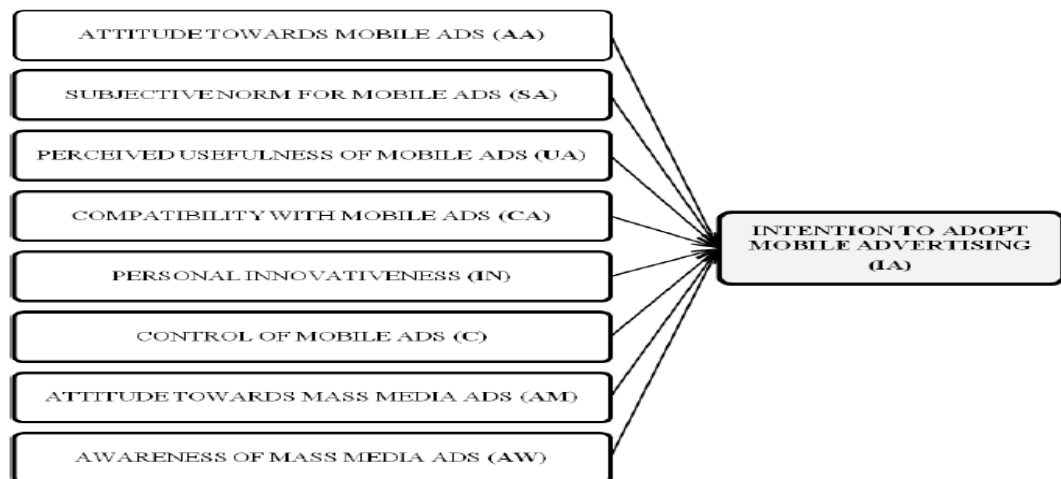 ATTITUDE TOWARDS MOBILE ADS (AA)
SUBJECTIVE NORM FOR MOBILE ADS (SA)
PERCEIVED USEFULNESS OF MOBILE ADS (UA)
COMPATIBILITY WITH MOBILE ADS (CA)
PERSONAL INNOVATIVENESS (IN)
CONTROL OF MOBILE ADS (C)
ATTITUDE TOWARDS MASS MEDIA ADS (AM)
AWARENESS OF MASS MEDIA ADS (AW)
INTENTION TO ADOPT
MOBILE ADVERTISING
(IA)